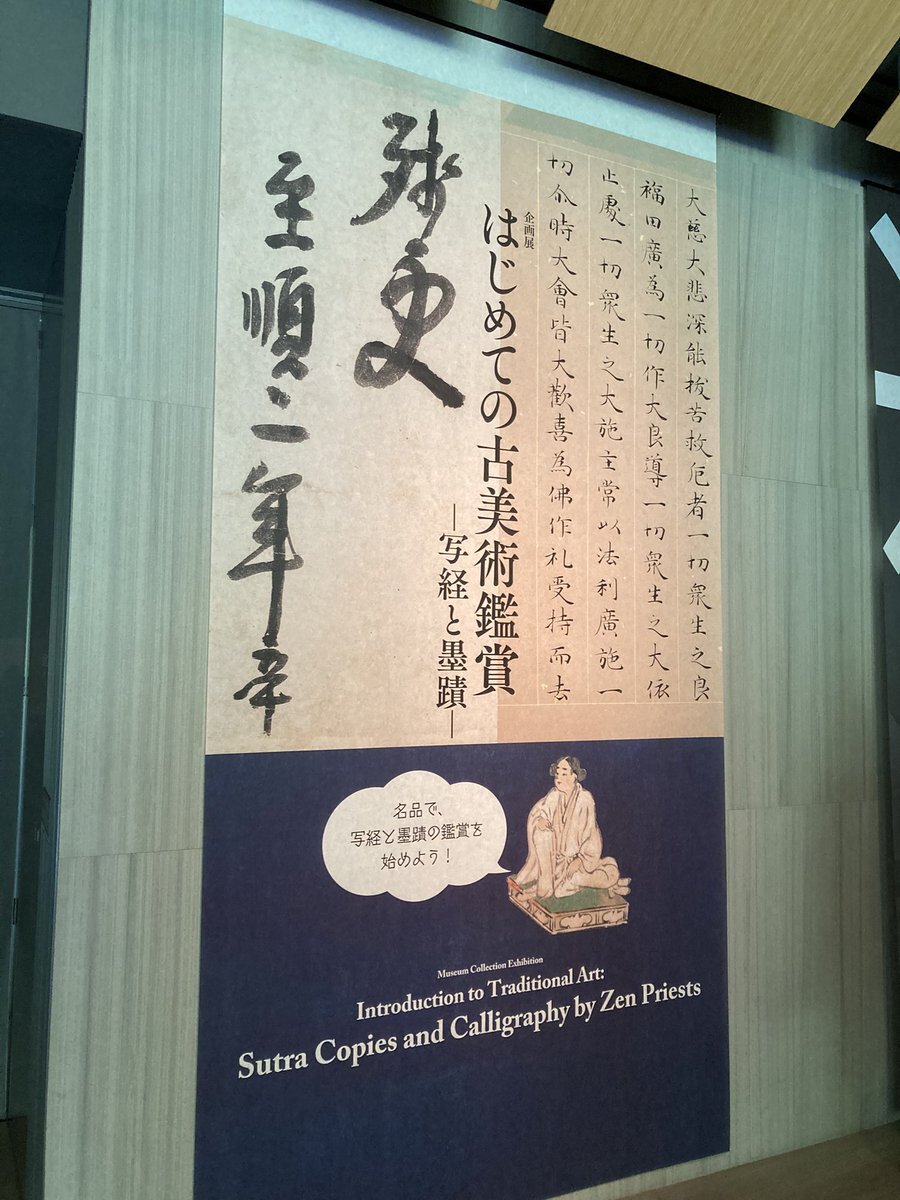 大慈大悲深能拔苦救厄者一切衆生之良
福田廣為一切作大良導一切衆生之大依
止處一切衆生之大施主常以法利廣施一
切尒時大會皆大歡喜為佛作礼受持而去
企画展
はじめての古美術鑑賞
―写経と墨蹟―
至順二年辛
名品で、
写経と墨蹟の鑑賞を
始めよう！
Museum Collection Exhibition
Introduction to Traditional Art:
Sutra Copies and Calligraphy by Zen Priests